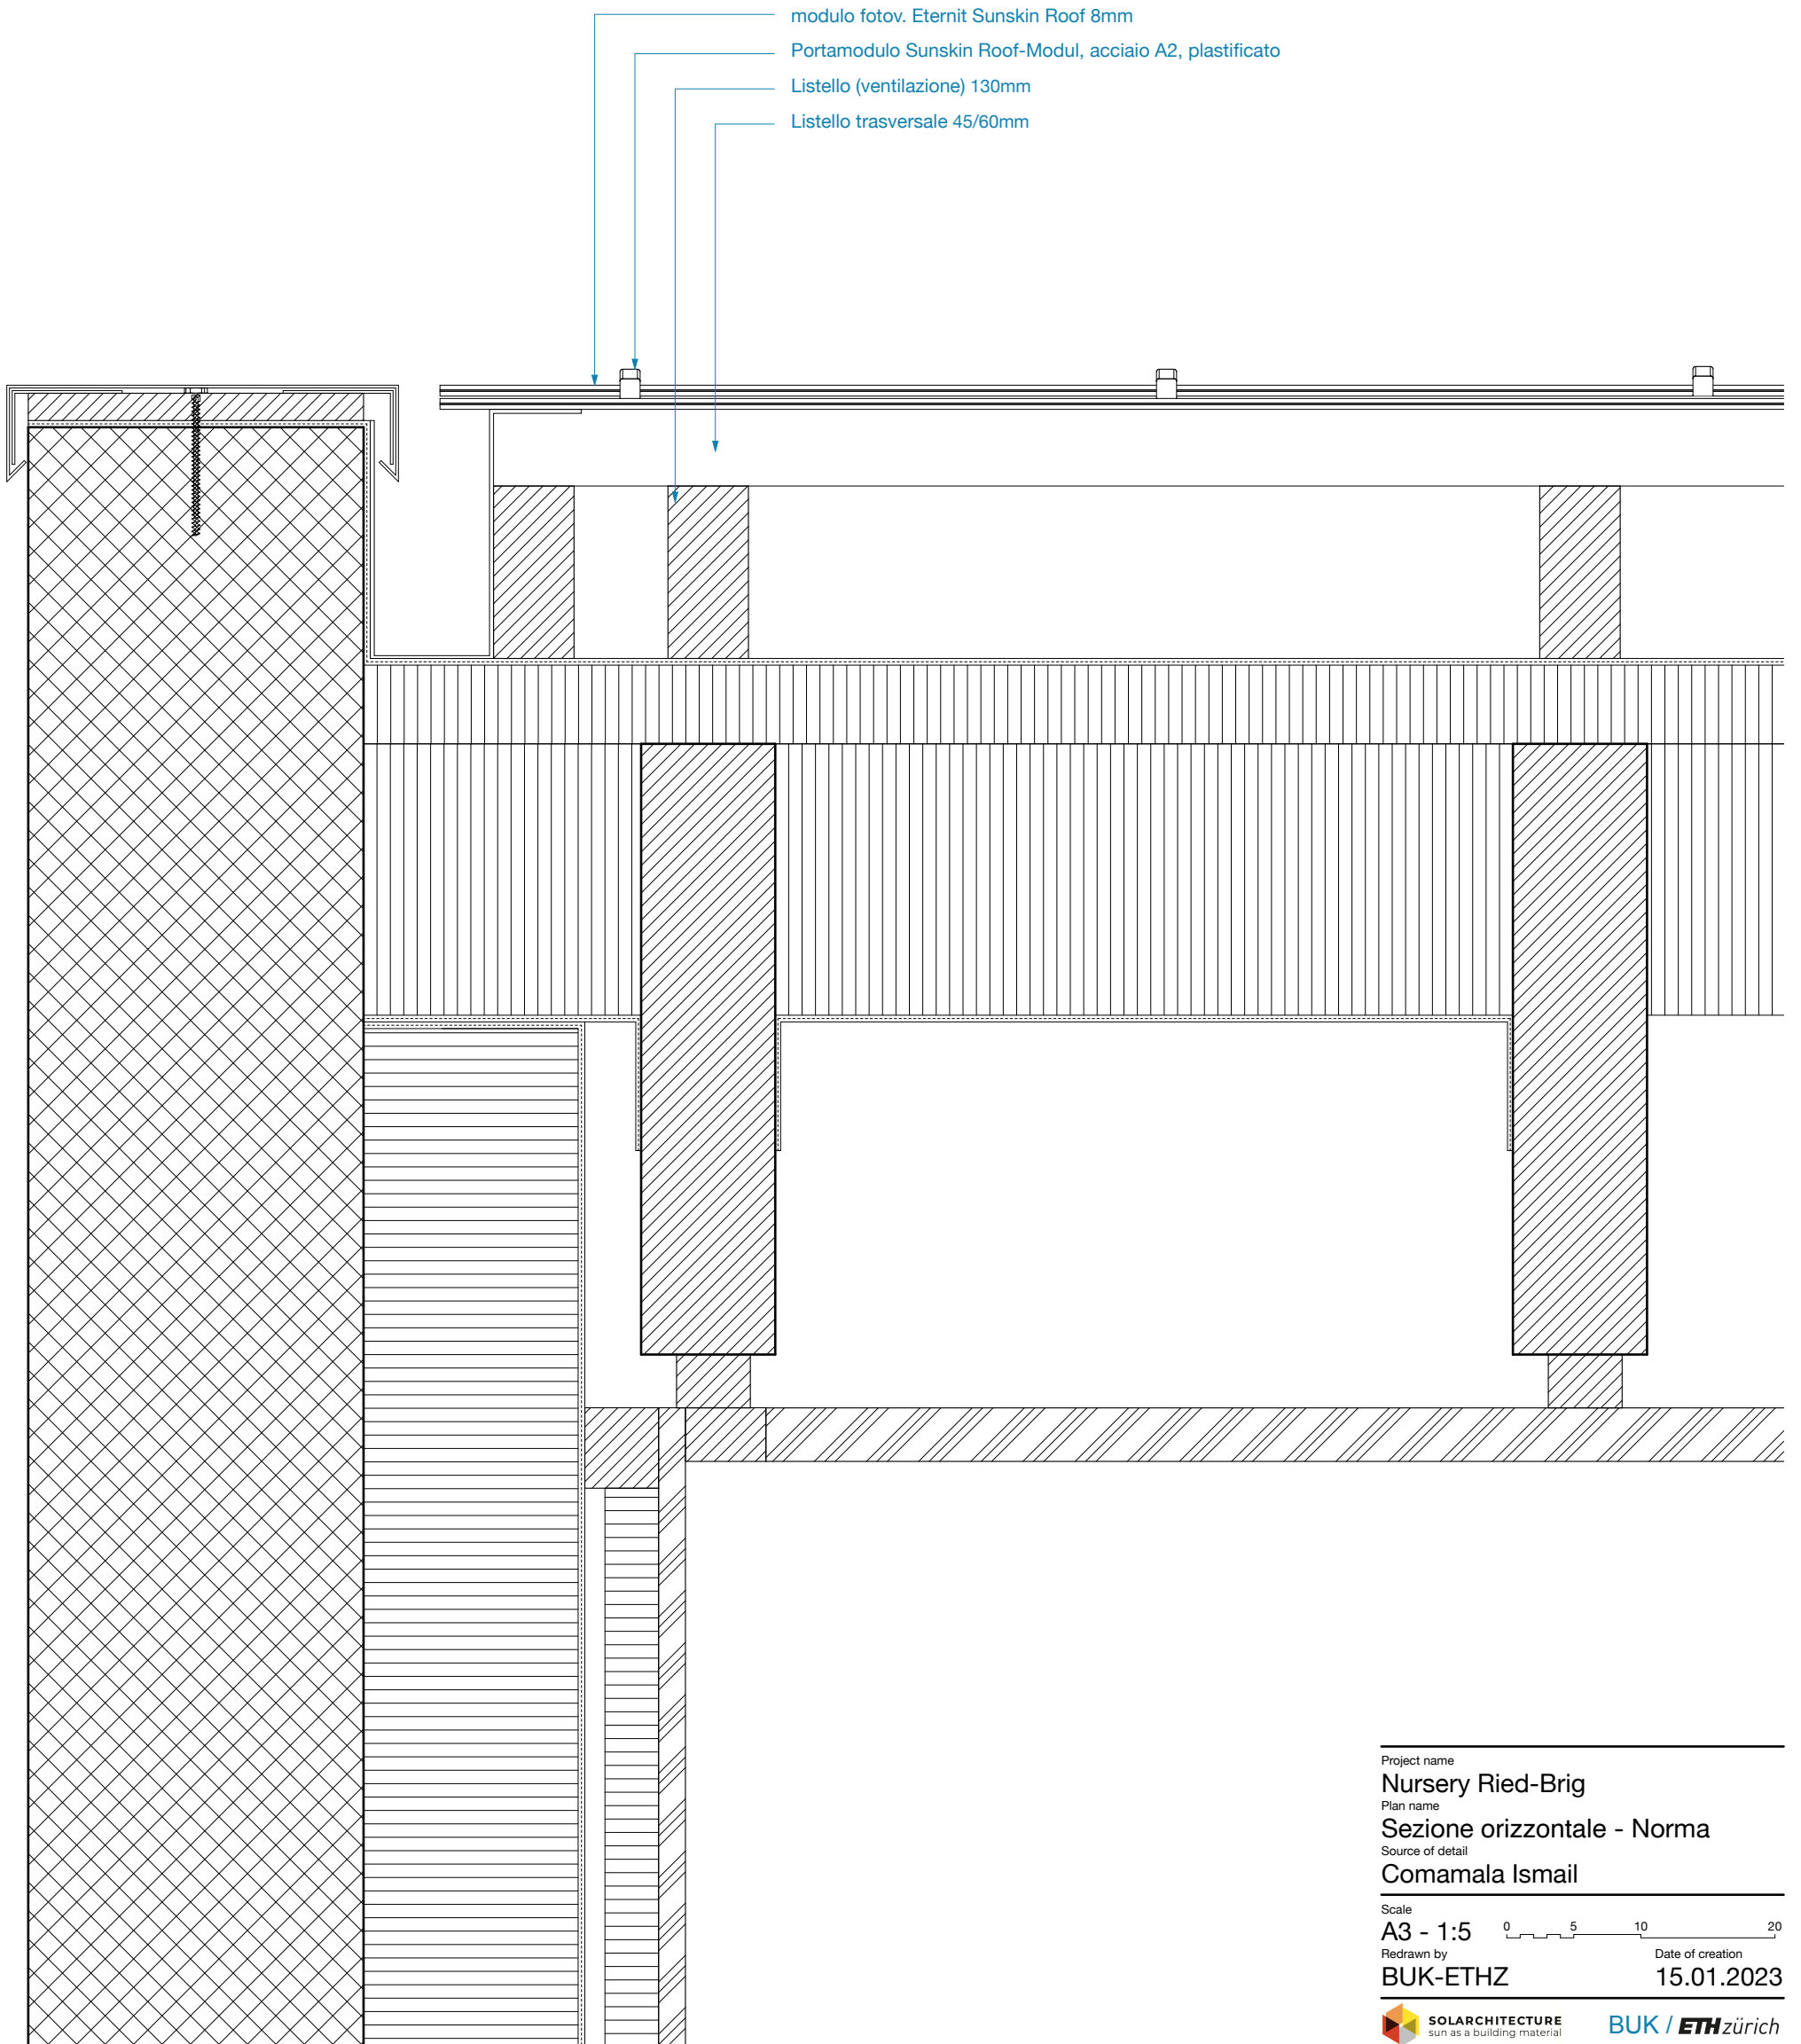 modulo fotov. Eternit Sunskin Roof 8mm
Portamodulo Sunskin Roof-Modul, acciaio A2, plastificato
Listello (ventilazione) 130mm
Listello trasversale 45/60mm
Project name
Nursery Ried-Brig
Plan name
Sezione orizzontale - Norma
Source of detail
Comamala Ismail
Scale
A3 - 1:5 0 5 10 20
Redrawn by Date of creation
BUK-ETHZ 15.01.2023
SOLARCHITECTURE
sun as a building material
BUK / ETH zürich